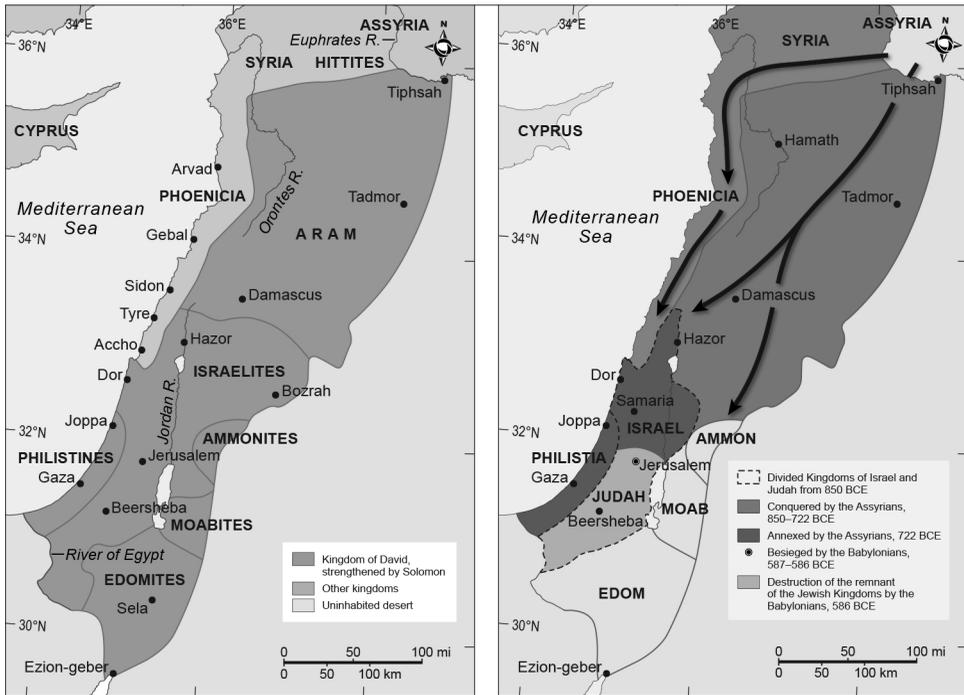 34°E
36°E
ASSYRIA
N
36°N
Euphrates R.
SYRIA
HITTITES
Tiphsah
CYPRUS
Arvad
PHOENICIA
Orontes R.
Tadmor
Mediterranean
Sea
34°N
Gebal
ARAM
Sidon
Damascus
Tyre
Accho
Hazor
Dor
ISRAELITES
Jordan R.
Bozrah
Joppa
32°N
AMMONITES
PHILISTINES
Jerusalem
Gaza
Beersheba
MOABITES
River of Egypt
EDOMITES
Sela
30°N
Ezion-geber
Kingdom of David,
strengthened by Solomon
Other kingdoms
Uninhabited desert
0 50 100 mi
0 50 100 km
34°E
36°E
ASSYRIA
N
36°N
SYRIA
Tiphsah
CYPRUS
Hamath
PHOENICIA
Tadmor
Mediterranean
Sea
34°N
Damascus
Hazor
Dor
Samaria
Joppa
ISRAEL
32°N
AMMON
PHILISTIA
Jerusalem
Gaza
JUDAH
MOAB
Beersheba
EDOM
30°N
Ezion-geber
Divided Kingdoms of Israel and
Judah from 850 BCE
Conquered by the Assyrians,
850–722 BCE
Annexed by the Assyrians, 722 BCE
Besieged by the Babylonians,
587–586 BCE
Destruction of the remnant
of the Jewish Kingdoms by the
Babylonians, 586 BCE
0 50 100 mi
0 50 100 km